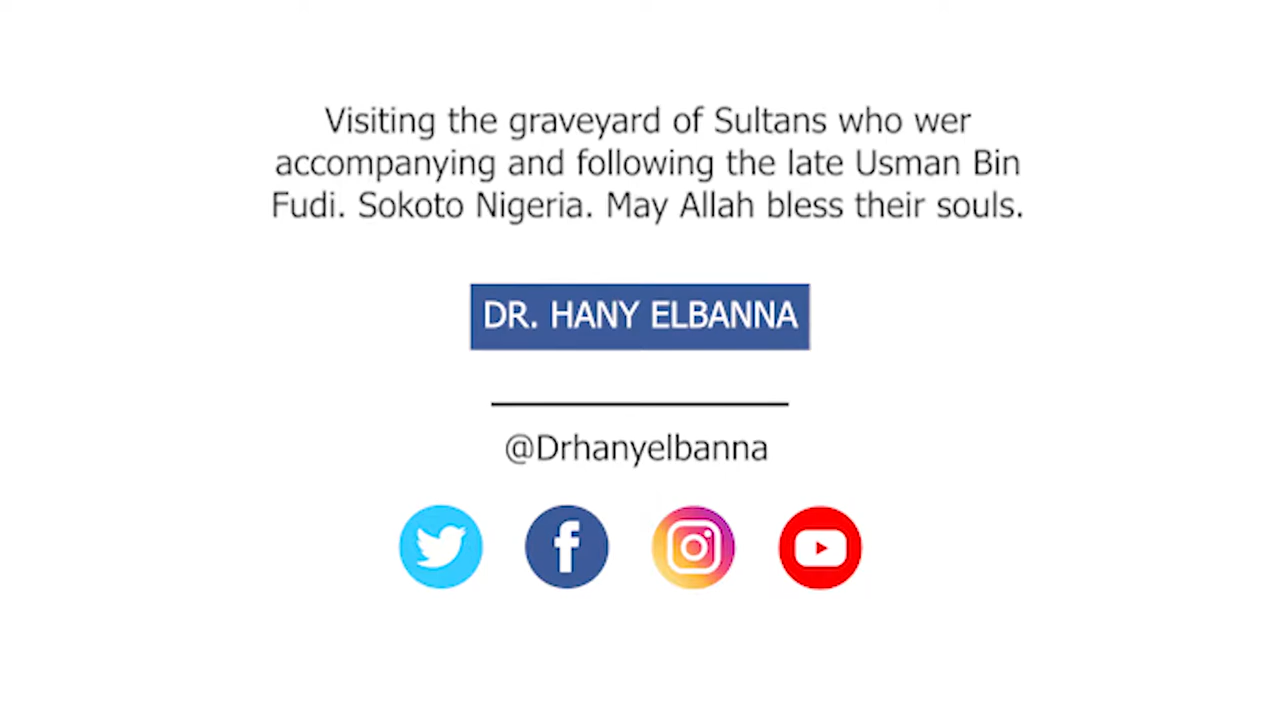 Visiting the graveyard of Sultans who wer
accompanying and following the late Usman Bin
Fudi. Sokoto Nigeria. May Allah bless their souls.
DR. HANY ELBANNA
@Drhanyelbanna